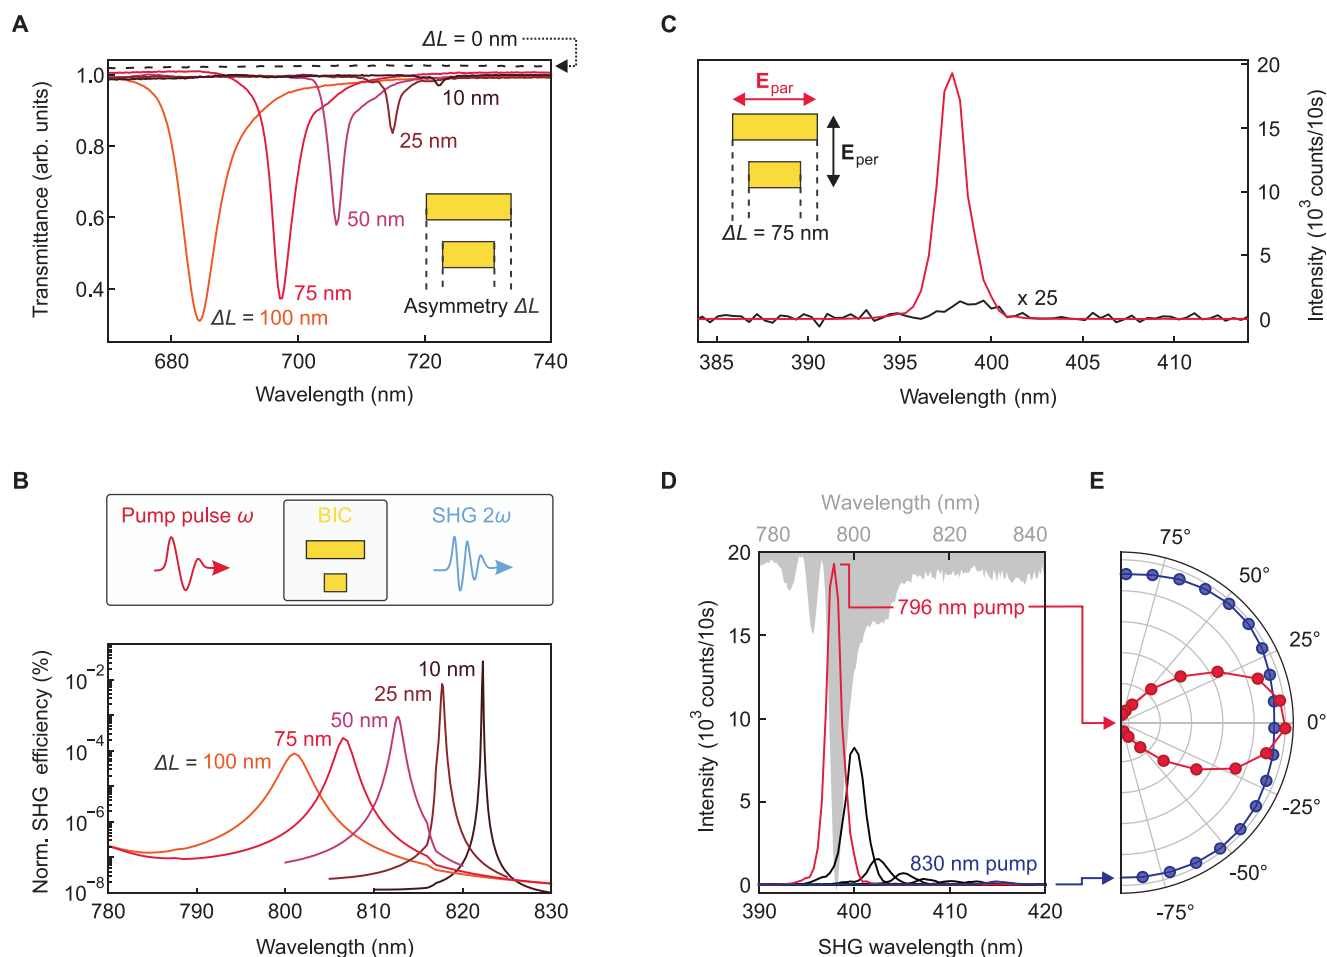 A
ΔL = 0 nm
1.0
0.8
0.6
0.4
Transmittance (arb. units)
10 nm
25 nm
50 nm
75 nm
ΔL = 100 nm
Asymmetry ΔL
680
700
720
740
Wavelength (nm)
C
E par
E per
ΔL = 75 nm
x 25
20
15
10
5
0
Intensity (10³ counts/10s)
385
390
395
400
405
410
Wavelength (nm)
B
Pump pulse ω
BIC
SHG 2ω
Norm. SHG efficiency (%)
10⁻²
10⁻⁴
10⁻⁶
10⁻⁸
10 nm
25 nm
50 nm
75 nm
ΔL = 100 nm
780
790
800
810
820
830
Wavelength (nm)
D
Wavelength (nm)
780
800
820
840
20
15
10
5
0
Intensity (10³ counts/10s)
796 nm pump
830 nm pump
390
400
410
420
SHG wavelength (nm)
E
75°
50°
25°
0°
-25°
-50°
-75°